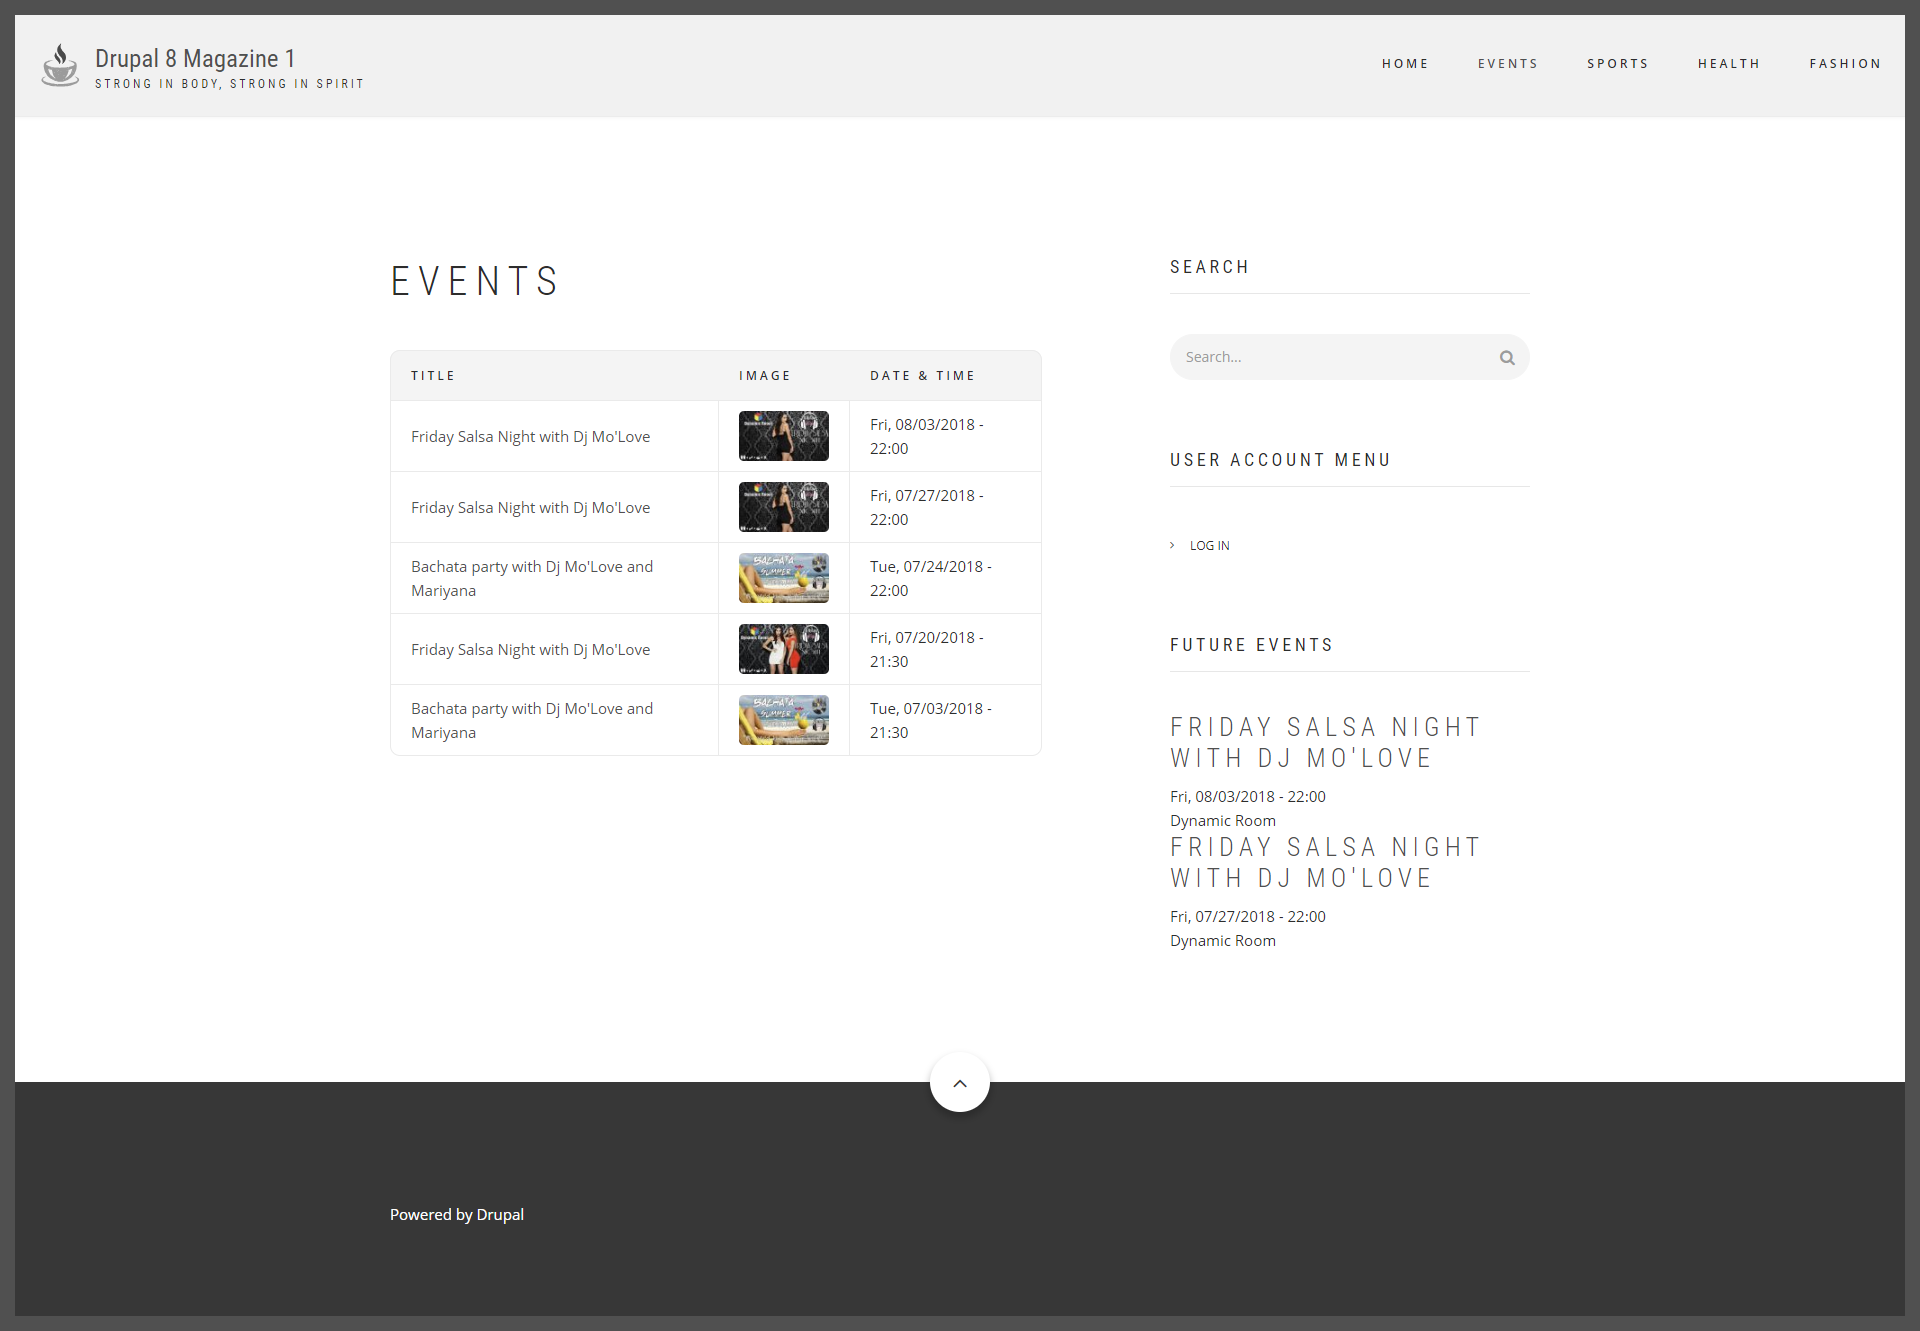 Drupal 8 Magazine 1
STRONG IN BODY, STRONG IN SPIRIT
HOME EVENTS SPORTS HEALTH FASHION
EVENTS
TITLE IMAGE DATE & TIME
Friday Salsa Night with Dj Mo'Love
Fri, 08/03/2018 -
22:00
Friday Salsa Night with Dj Mo'Love
Fri, 07/27/2018 -
22:00
Bachata party with Dj Mo'Love and
Mariyana
BACHATA
SUMMER
Tue, 07/24/2018 -
22:00
Friday Salsa Night with Dj Mo'Love
Fri, 07/20/2018 -
21:30
Bachata party with Dj Mo'Love and
Mariyana
BACHATA
SUMMER
Tue, 07/03/2018 -
21:30
SEARCH
Search...
USER ACCOUNT MENU
LOG IN
FUTURE EVENTS
FRIDAY SALSA NIGHT
WITH DJ MO'LOVE
Fri, 08/03/2018 - 22:00
Dynamic Room
FRIDAY SALSA NIGHT
WITH DJ MO'LOVE
Fri, 07/27/2018 - 22:00
Dynamic Room
Powered by Drupal